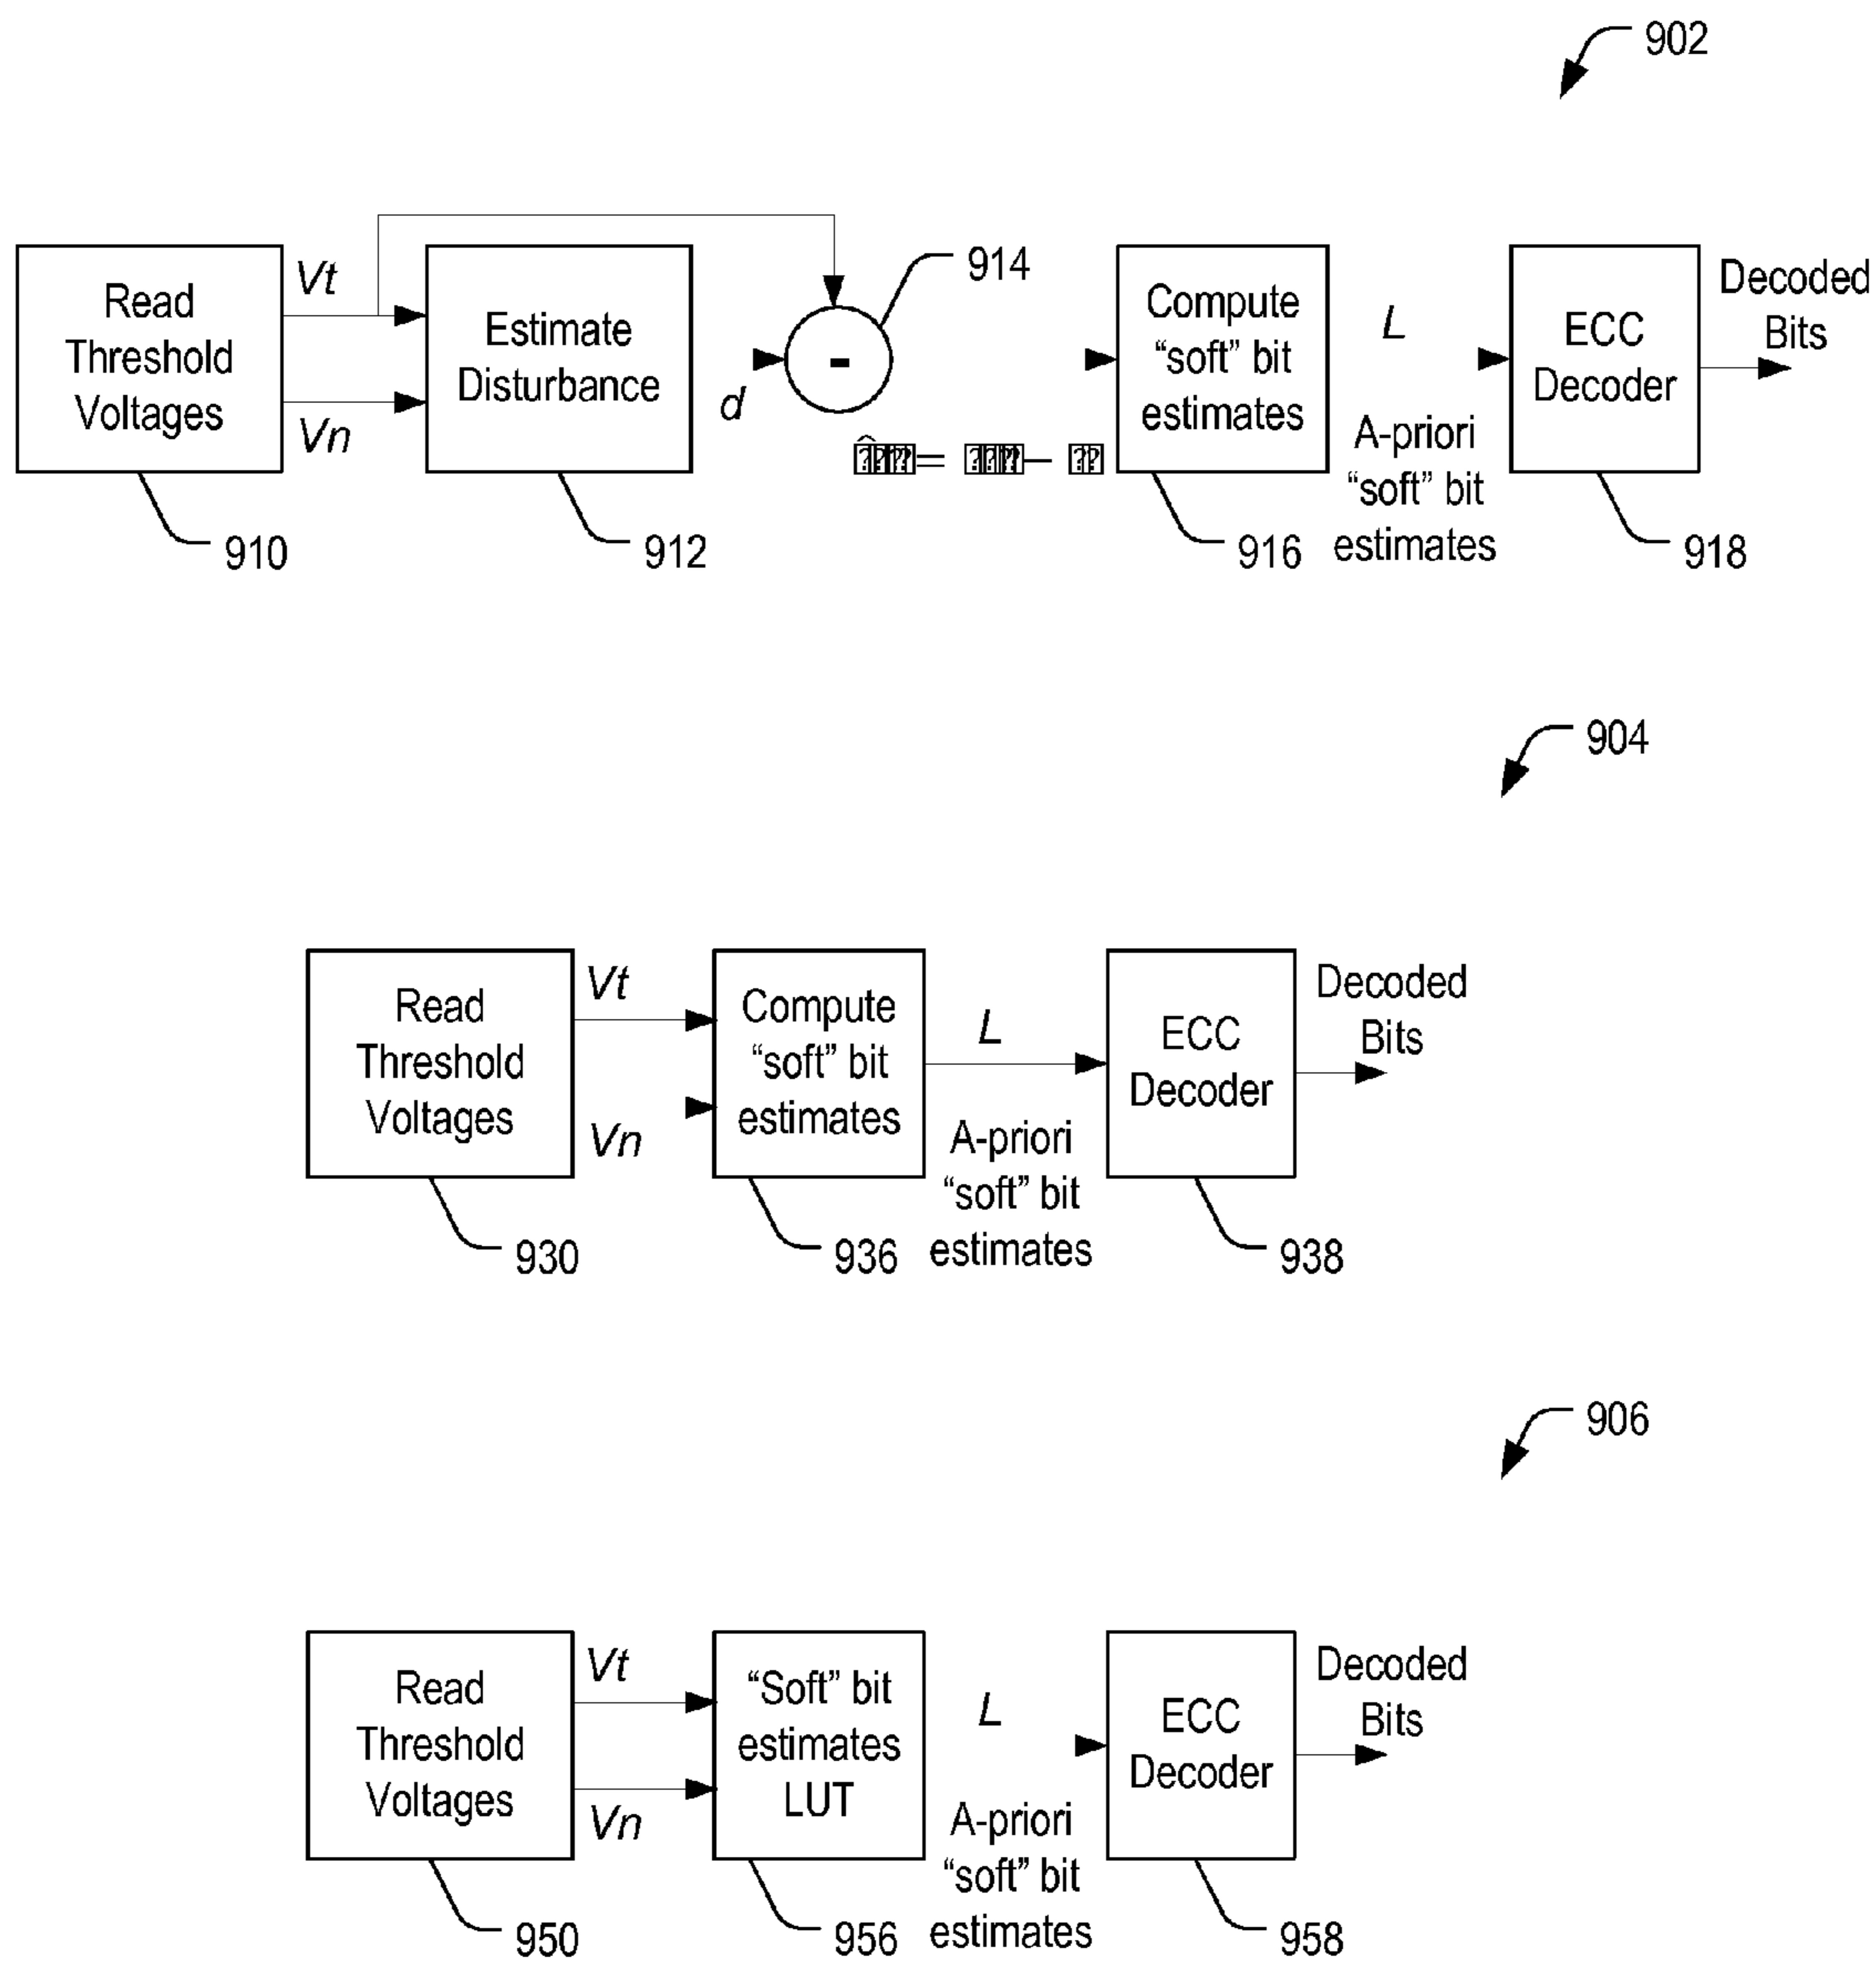 902
Vt
914
Read
Threshold
Voltages
Estimate
Disturbance
-
Compute
“soft” bit
estimates
L
ECC
Decoder
Decoded
Bits
Vn
d
= –
A-priori
“soft” bit
estimates
910
912
916
918
904
Read
Threshold
Voltages
Vt
Vn
Compute
“soft” bit
estimates
L
A-priori
“soft” bit
estimates
ECC
Decoder
Decoded
Bits
930
936
938
906
Read
Threshold
Voltages
Vt
Vn
“Soft” bit
estimates
LUT
L
A-priori
“soft” bit
estimates
ECC
Decoder
Decoded
Bits
950
956
958